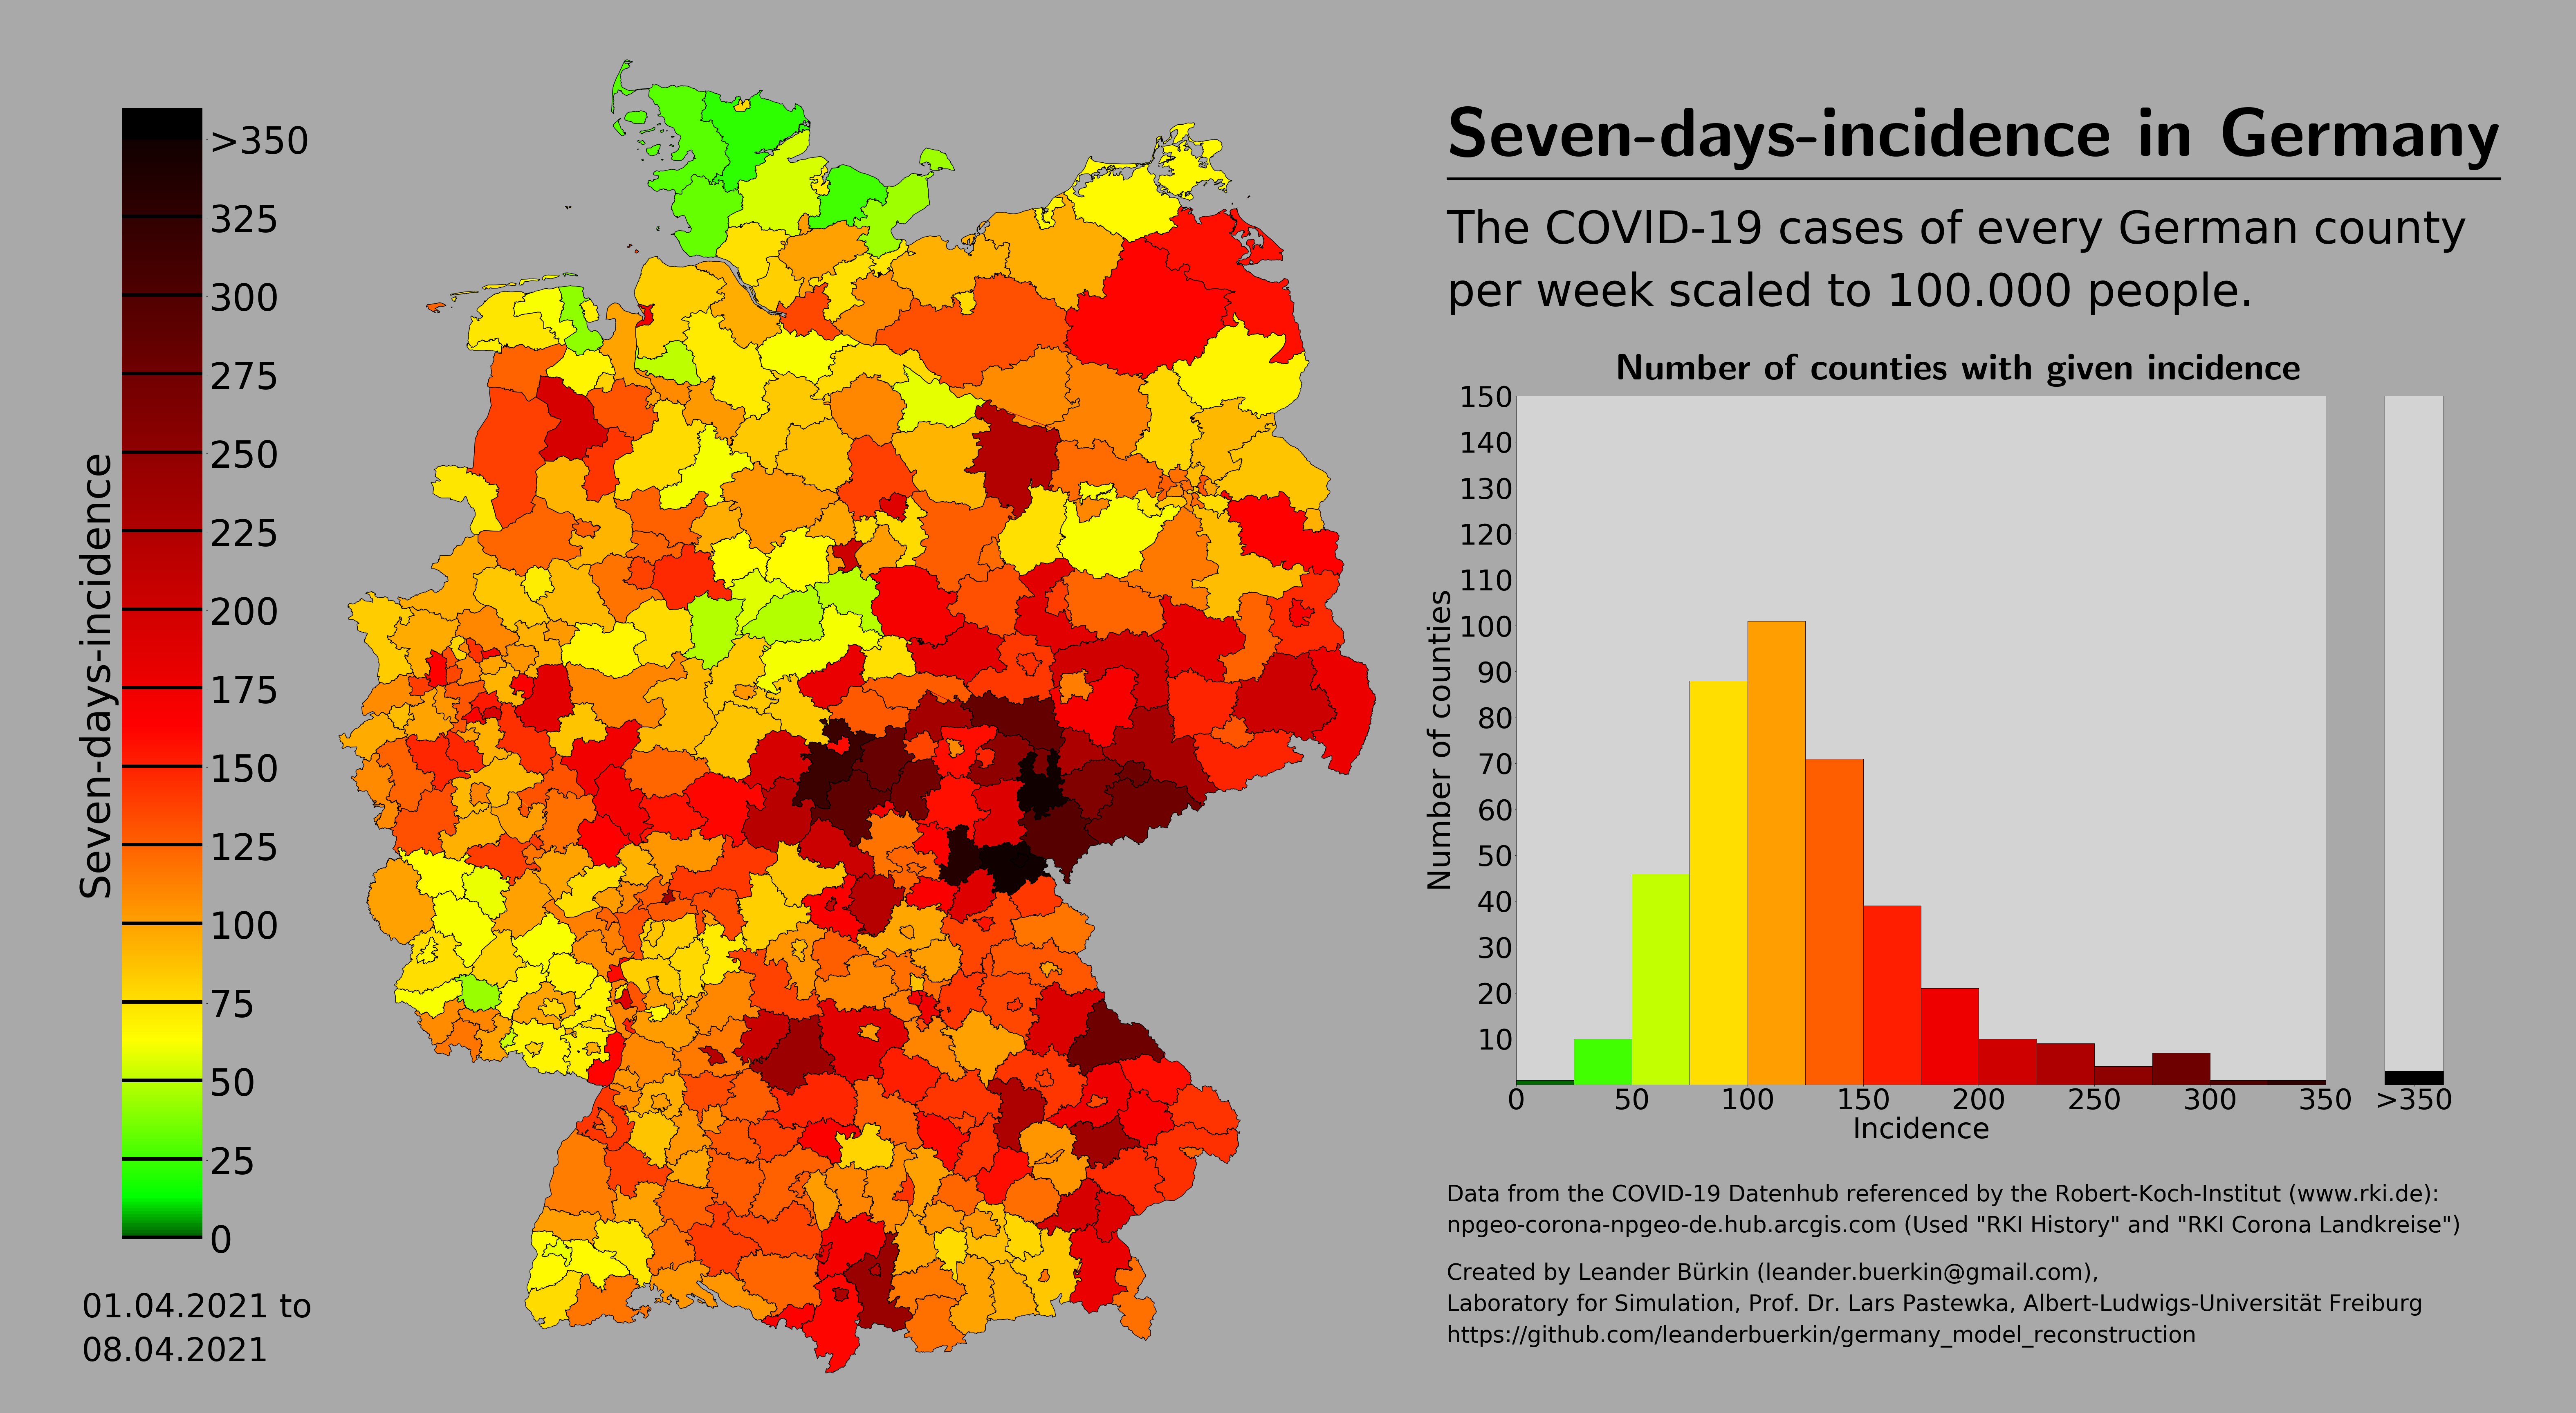 Seven-days-incidence
>350
325
300
275
250
225
200
175
150
125
100
75
50
25
0
01.04.2021 to
08.04.2021
Seven-days-incidence in Germany
The COVID-19 cases of every German county
per week scaled to 100.000 people.
Number of counties with given incidence
Number of counties
150
140
130
120
110
100
90
80
70
60
50
40
30
20
10
0 50 100 150 200 250 300 350 >350
Incidence
Data from the COVID-19 Datenhub referenced by the Robert-Koch-Institut (www.rki.de):
npgeo-corona-npgeo-de.hub.arcgis.com (Used "RKI History" and "RKI Corona Landkreise")
Created by Leander Bürkin (leander.buerkin@gmail.com),
Laboratory for Simulation, Prof. Dr. Lars Pastewka, Albert-Ludwigs-Universität Freiburg
https://github.com/leanderbuerkin/germany_model_reconstruction